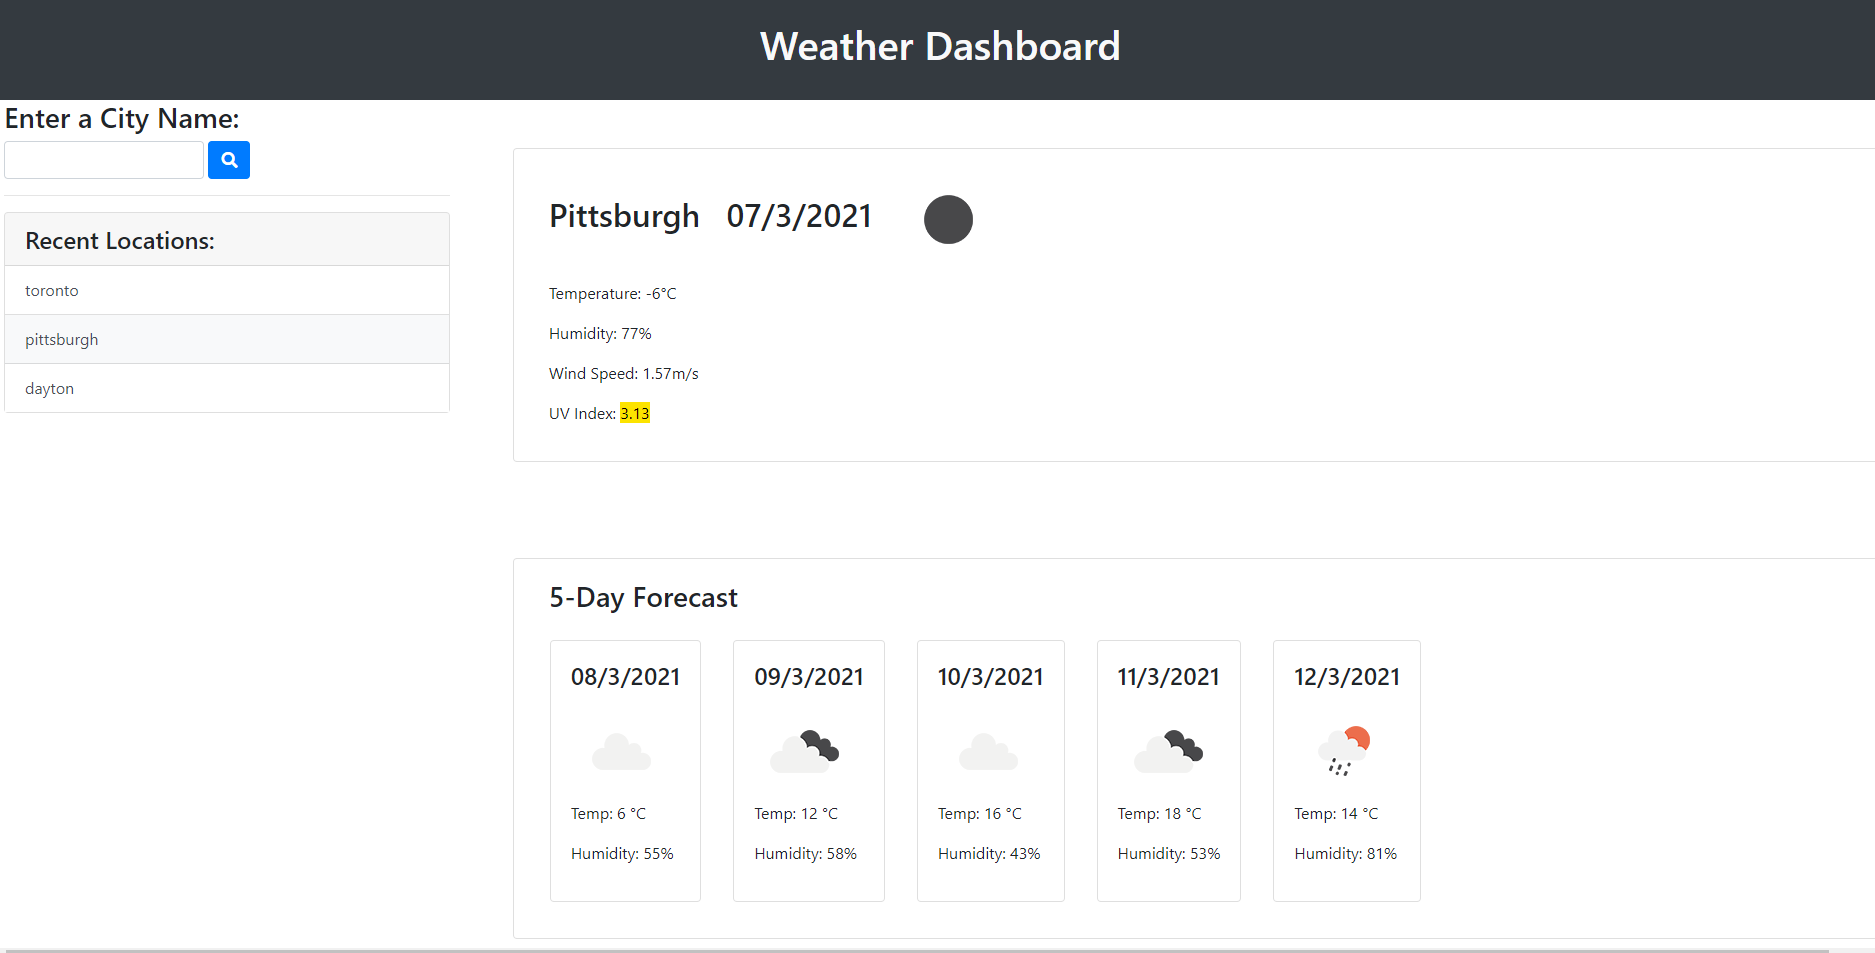 Weather Dashboard
Enter a City Name:
Recent Locations:
toronto
pittsburgh
dayton
Pittsburgh 07/3/2021
Temperature: -6°C
Humidity: 77%
Wind Speed: 1.57m/s
UV Index: 3.13
5-Day Forecast
08/3/2021
Temp: 6 °C
Humidity: 55%
09/3/2021
Temp: 12 °C
Humidity: 58%
10/3/2021
Temp: 16 °C
Humidity: 43%
11/3/2021
Temp: 18 °C
Humidity: 53%
12/3/2021
Temp: 14 °C
Humidity: 81%